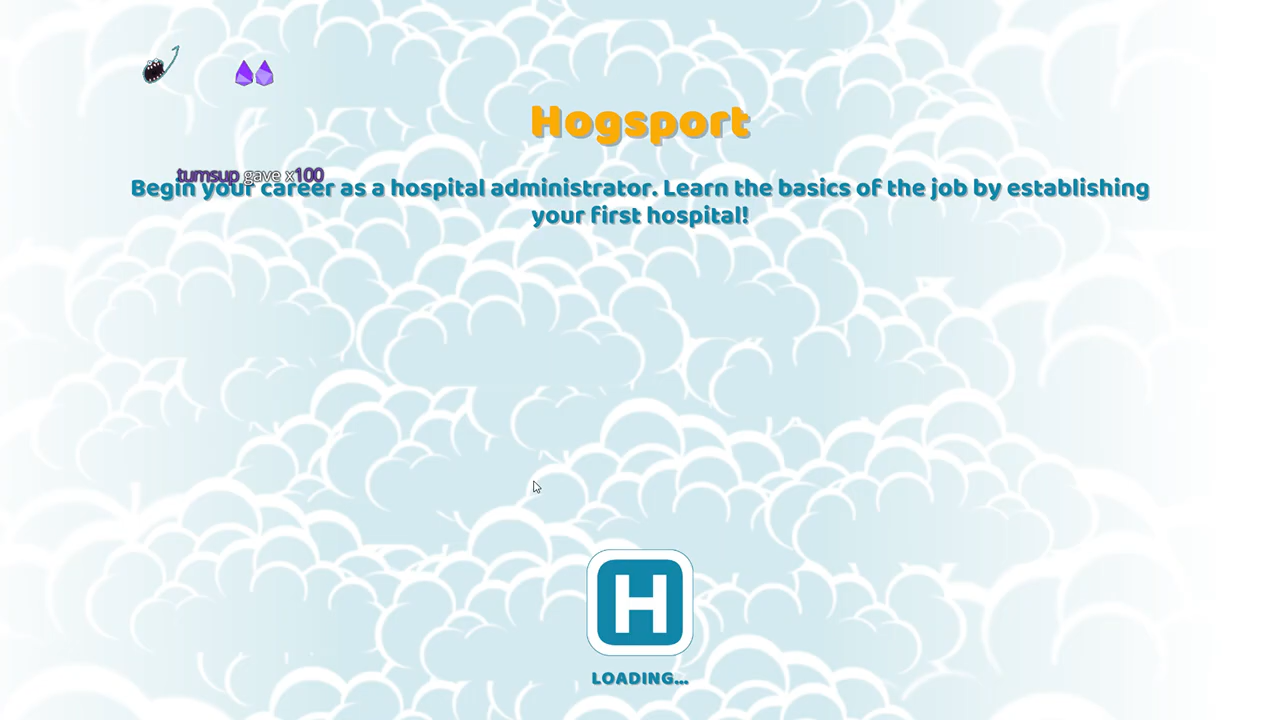 Hogsport
tumsup gave x100
Begin your career as a hospital administrator. Learn the basics of the job by establishing
your first hospital!
H
LOADING...